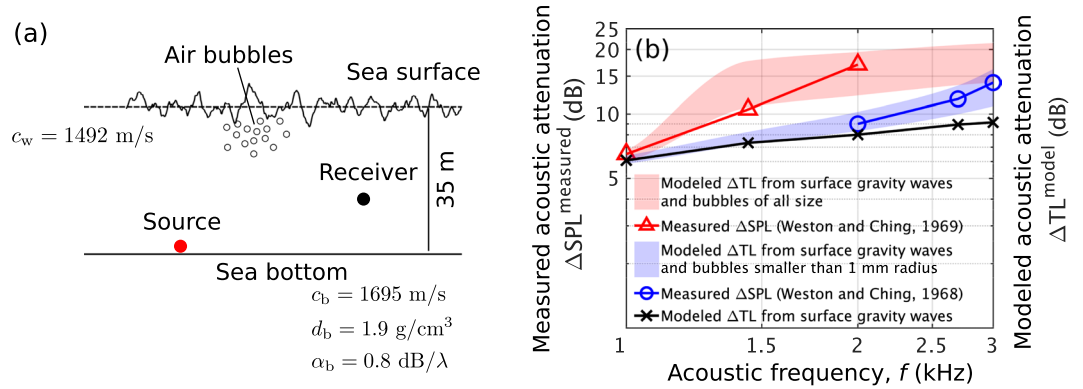 (a)
Air bubbles
Sea surface
c_w = 1492 m/s
Receiver
35 m
Source
Sea bottom
c_b = 1695 m/s
d_b = 1.9 g/cm³
α_b = 0.8 dB/λ
Measured acoustic attenuation
ΔSPL^measured (dB)
(b)
25
20
15
10
5
Modeled ΔTL from surface gravity waves
and bubbles of all size
Measured ΔSPL (Weston and Ching, 1969)
Modeled ΔTL from surface gravity waves
and bubbles smaller than 1 mm radius
Measured ΔSPL (Weston and Ching, 1968)
Modeled ΔTL from surface gravity waves
1
1.5
2
2.5
3
Acoustic frequency, f (kHz)
Modeled acoustic attenuation
ΔTL^model (dB)